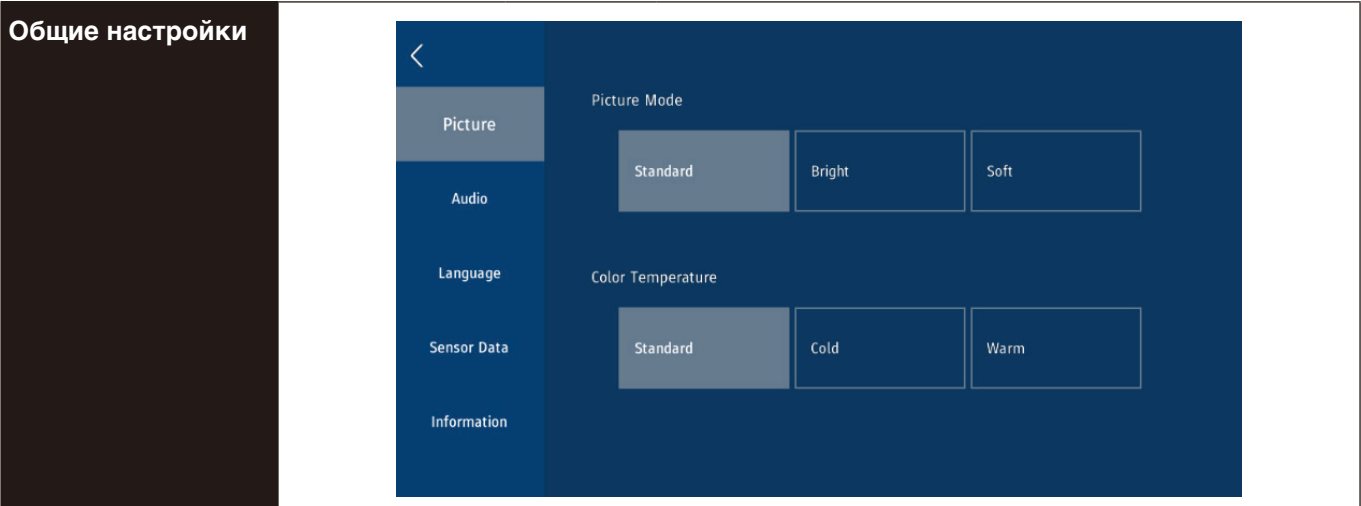 Общие настройки
Picture
Audio
Language
Sensor Data
Information
Picture Mode
Standard
Bright
Soft
Color Temperature
Standard
Cold
Warm